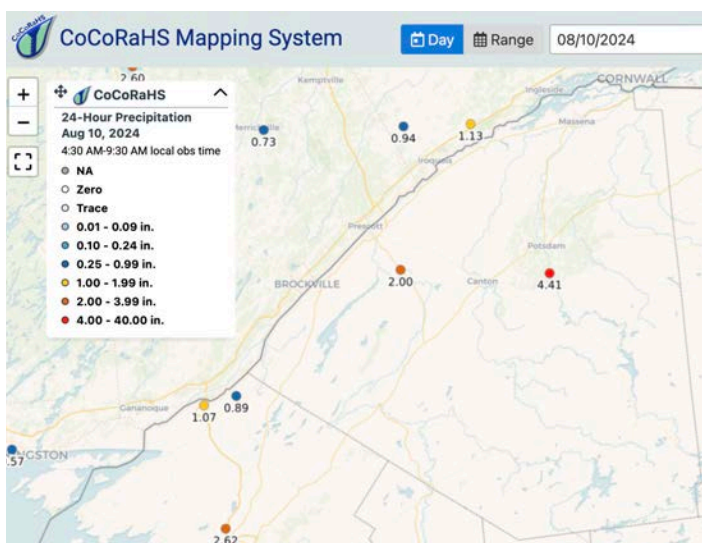 CoCoRaHS
CoCoRaHS Mapping System
Day
Range
08/10/2024
+
−
CoCoRaHS
24-Hour Precipitation
Aug 10, 2024
4:30 AM-9:30 AM local obs time
NA
Zero
Trace
0.01 - 0.09 in.
0.10 - 0.24 in.
0.25 - 0.99 in.
1.00 - 1.99 in.
2.00 - 3.99 in.
4.00 - 40.00 in.
2.60
Kemptville
CORNWALL
Ingleside
Massena
0.73
0.94
1.13
Iroquois
Prescott
Potsdam
BROCKVILLE
2.00
Canton
4.41
Gananoque
1.07
0.89
.57
NGSTON
2.62